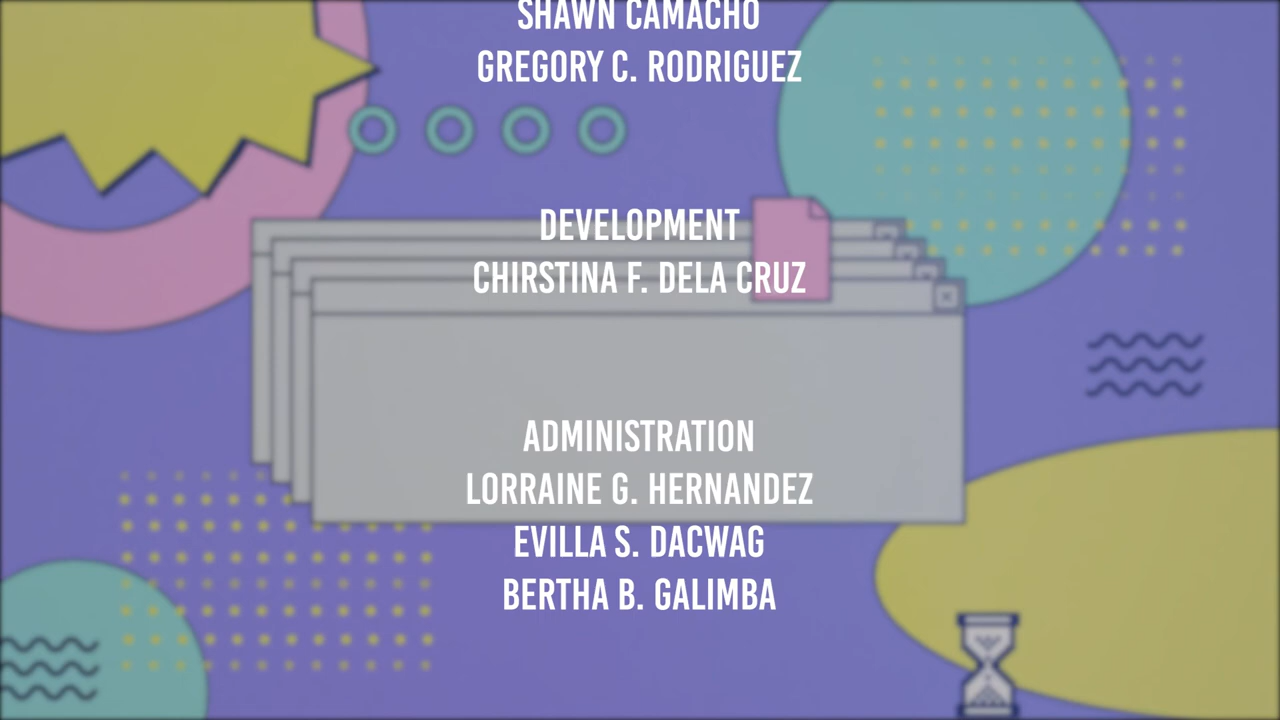 SHAWN CAMACHO
GREGORY C. RODRIGUEZ
DEVELOPMENT
CHIRSTINA F. DELA CRUZ
ADMINISTRATION
LORRAINE G. HERNANDEZ
EVILLA S. DACWAG
BERTHA B. GALIMBA